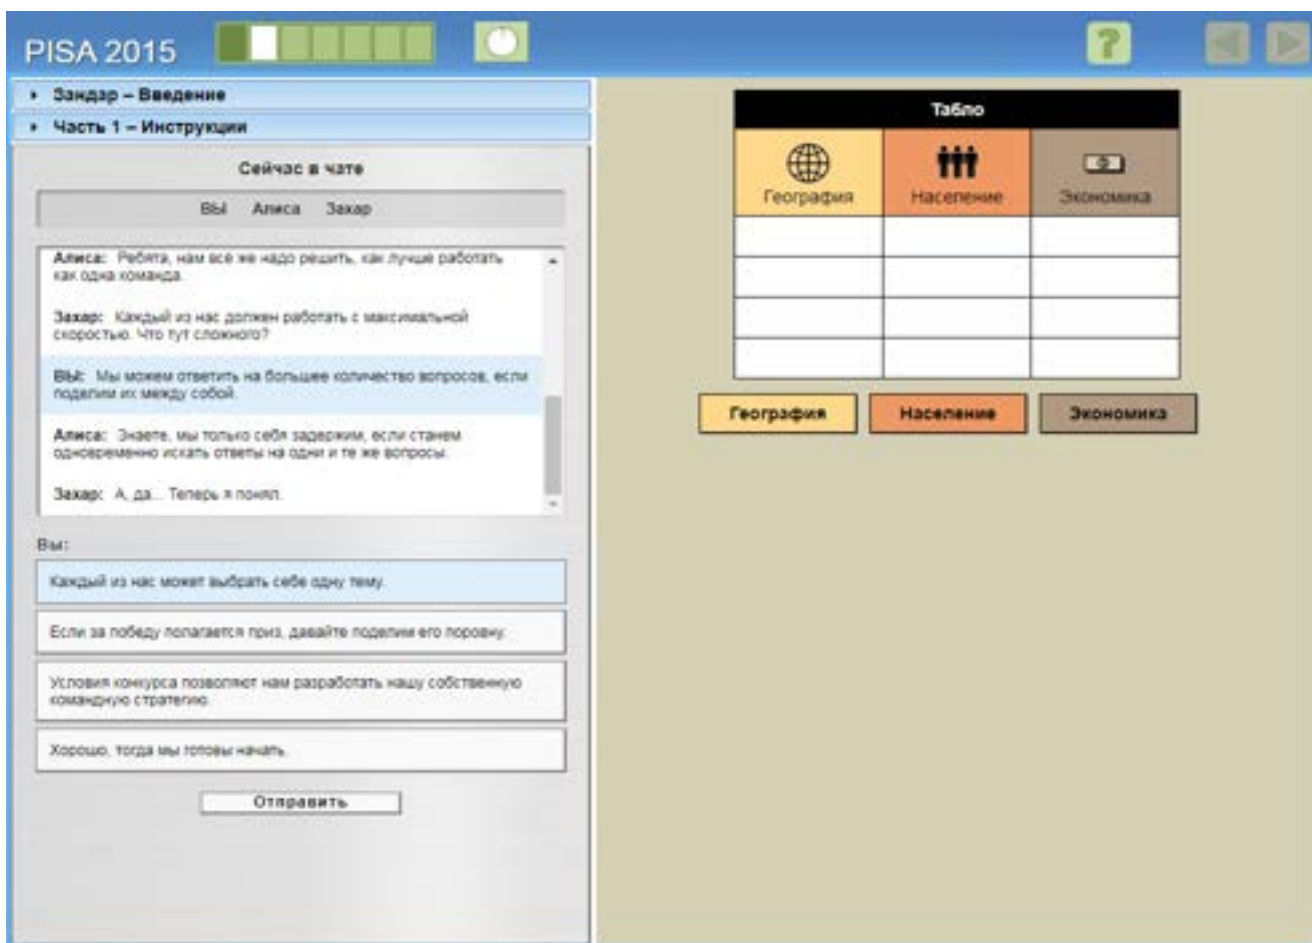 PISA 2015
?
Зандар – Введение
Часть 1 – Инструкции
Сейчас в чате
ВЫ Алиса Захар
Алиса: Ребята, нам все же надо решить, как лучше работать
как одна команда.
Захар: Каждый из нас должен работать с максимальной
скоростью. Что тут сложного?
ВЫ: Мы можем ответить на большее количество вопросов, если
поделим их между собой.
Алиса: Знаете, мы только себя задержим, если станем
одновременно искать ответы на одни и те же вопросы.
Захар: А, да... Теперь я понял.
Вы:
Каждый из нас может выбрать себе одну тему.
Если за победу полагается приз, давайте поделим его поровну.
Условия конкурса позволяют нам разработать нашу собственную
командную стратегию.
Хорошо, тогда мы готовы начать.
Отправить
Табло
География Население Экономика
География Население Экономика